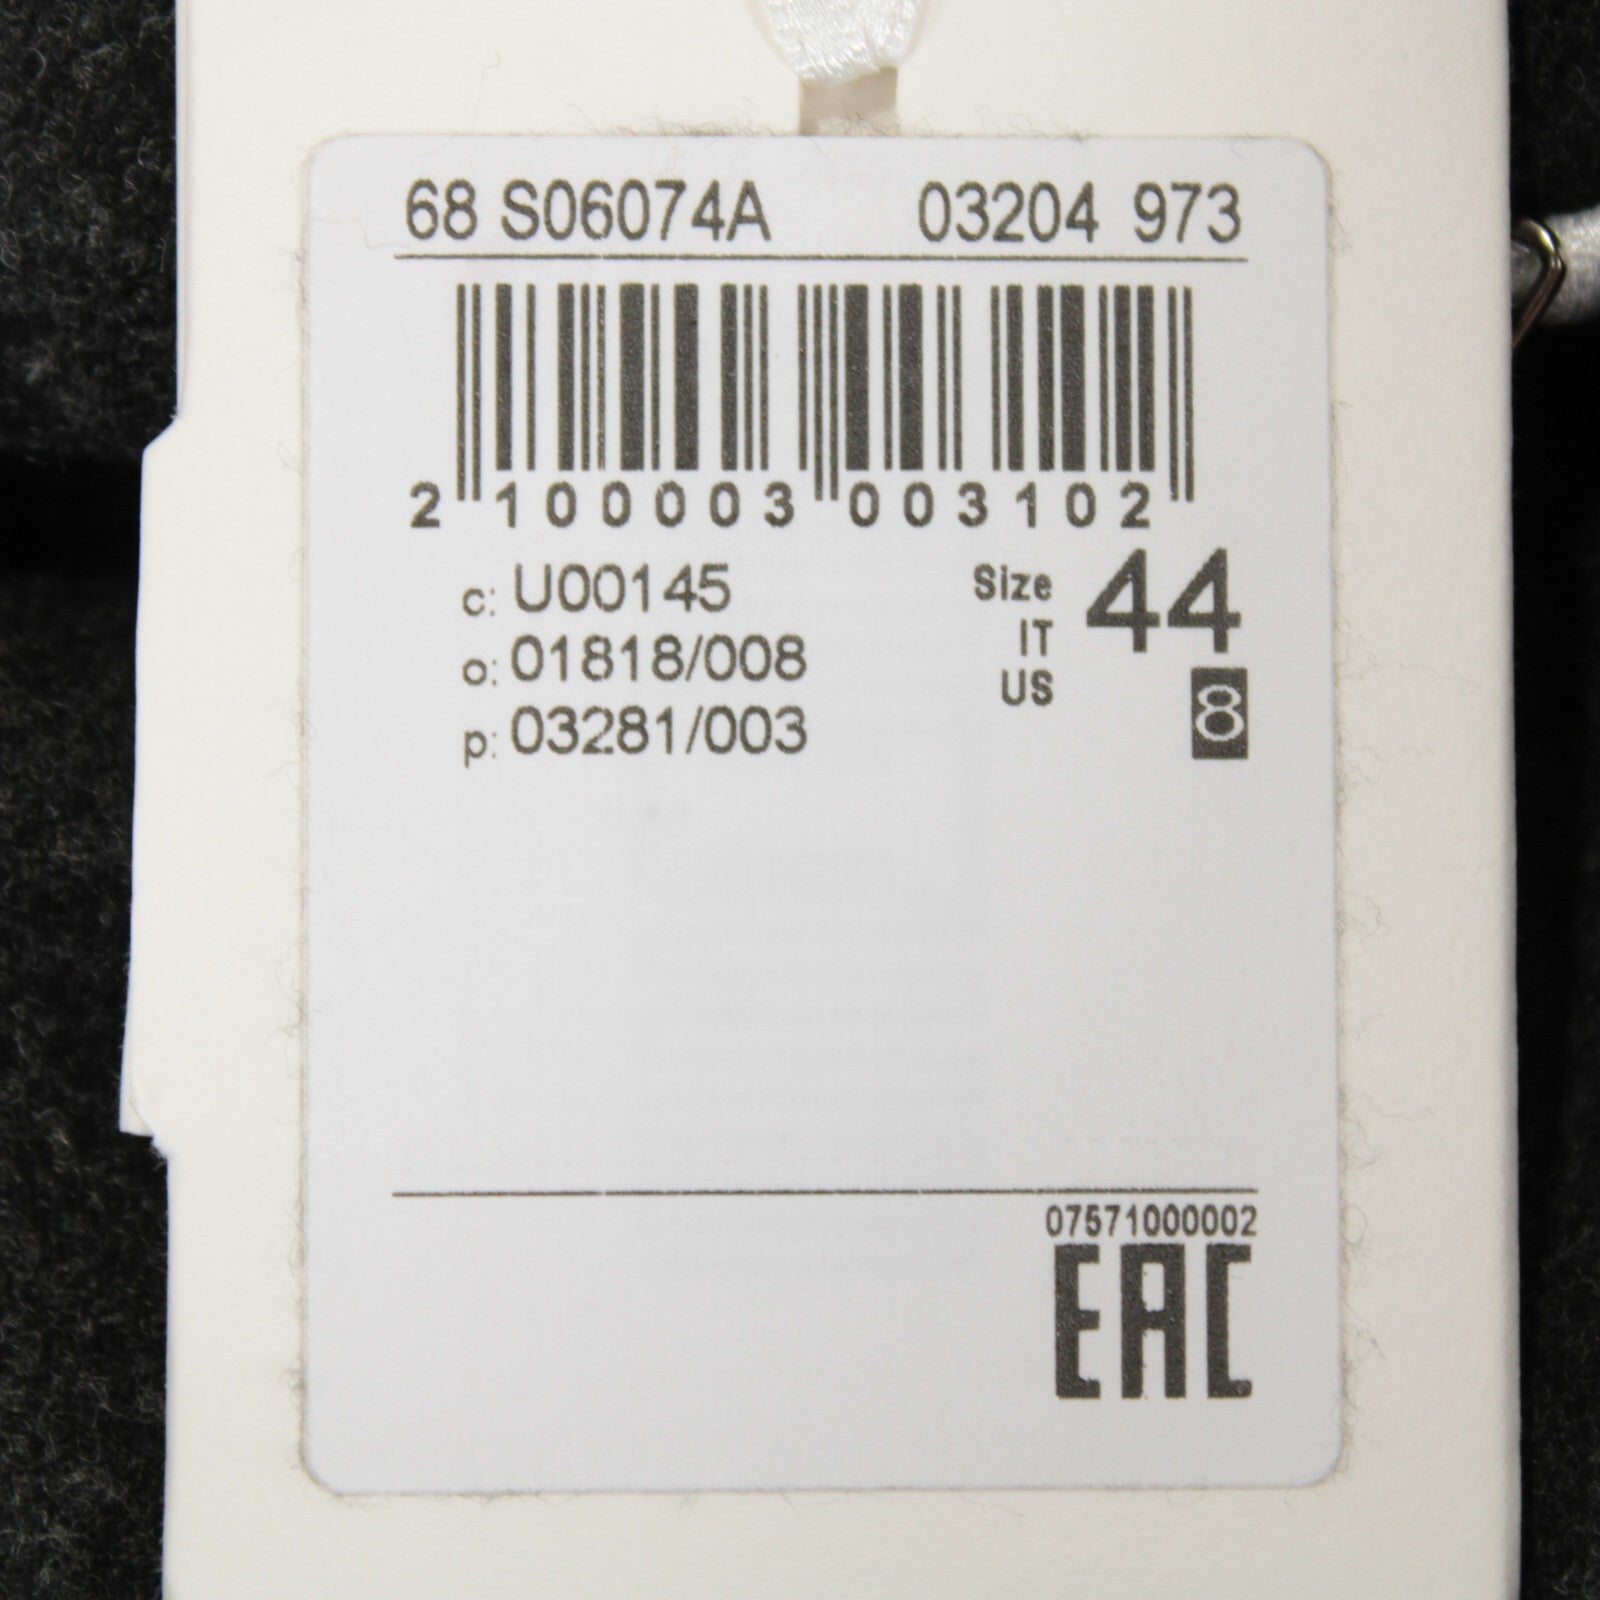 68 S06074A 03204 973
2 100003 003102
c: U00145
o: 01818/008
p: 03281/003
Size 44
IT
US 8
07571000002
EAC